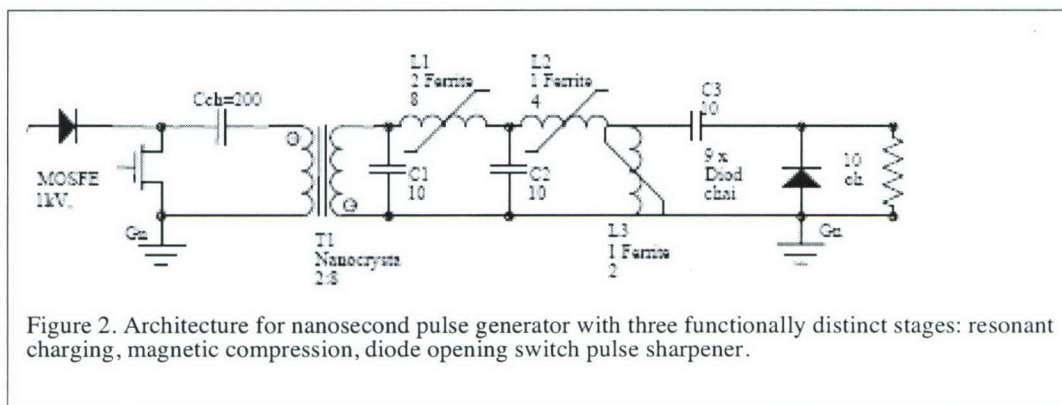 L1
2 Ferrite
8
L2
1 Ferrite
4
Cch=200
C3
10
MOSFE
1kV,
C1
10
C2
10
9 x
Diod
chai
10
oh
Gn
T1
Nanocrysta
2:8
L3
1 Ferrite
2
Gn
Figure 2. Architecture for nanosecond pulse generator with three functionally distinct stages: resonant
charging, magnetic compression, diode opening switch pulse sharpener.